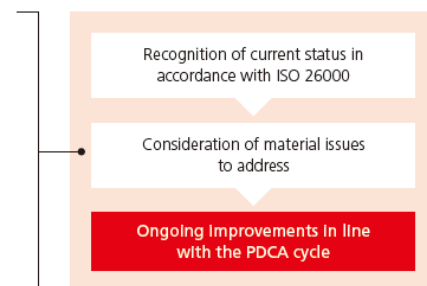 Recognition of current status in
accordance with ISO 26000
Consideration of material issues
to address
Ongoing improvements in line
with the PDCA cycle